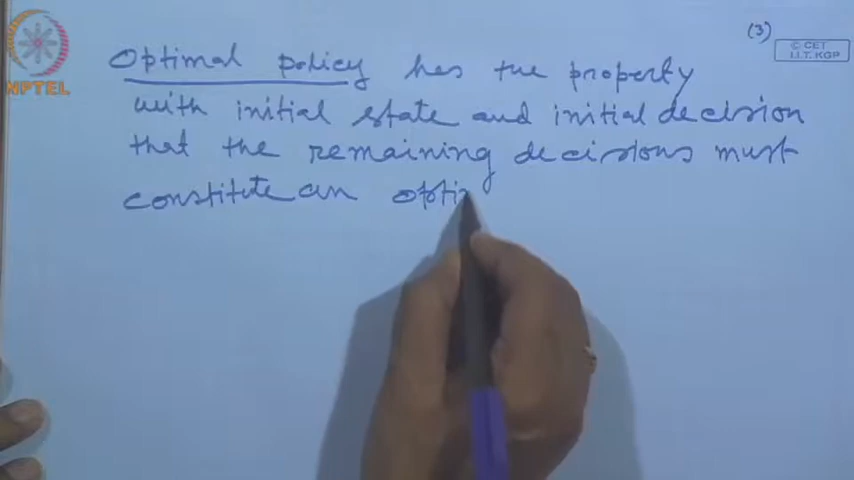 (3)
© CET
I.I.T. KGP
NPTEL
Optimal policy has the property
with initial state and initial decision
that the remaining decisions must
constitute an opti